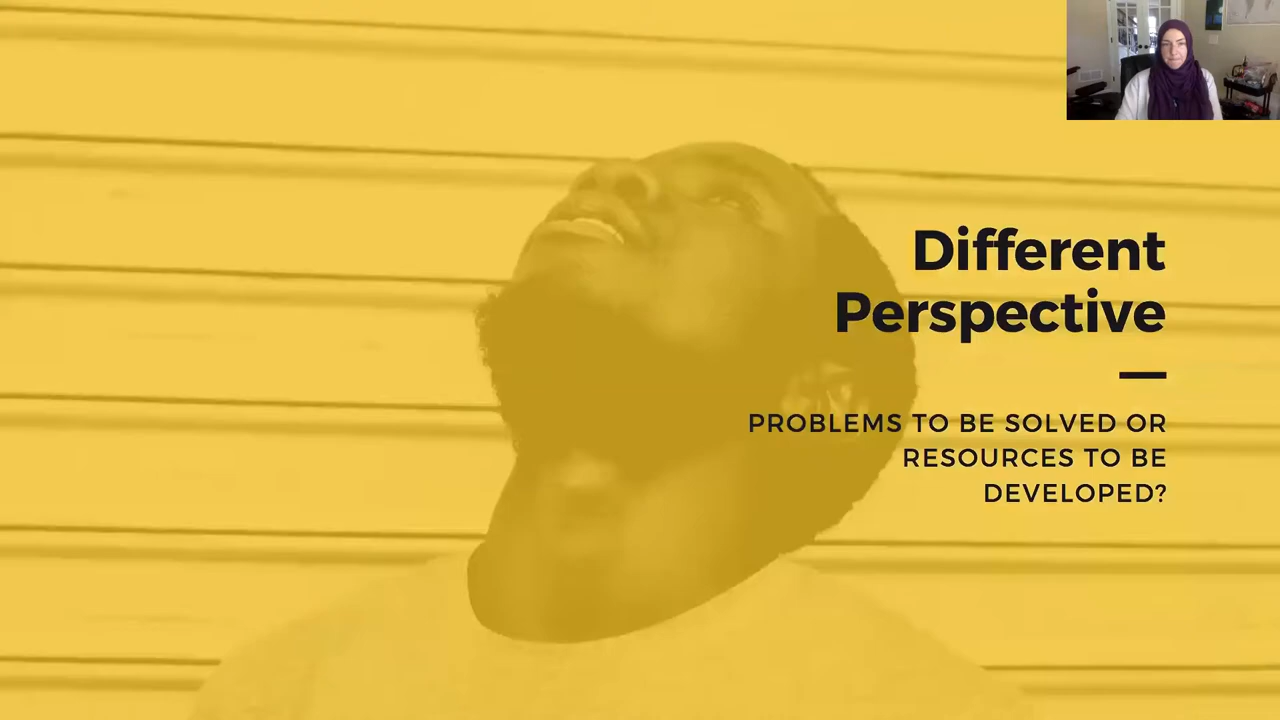 Different
Perspective
PROBLEMS TO BE SOLVED OR
RESOURCES TO BE
DEVELOPED?